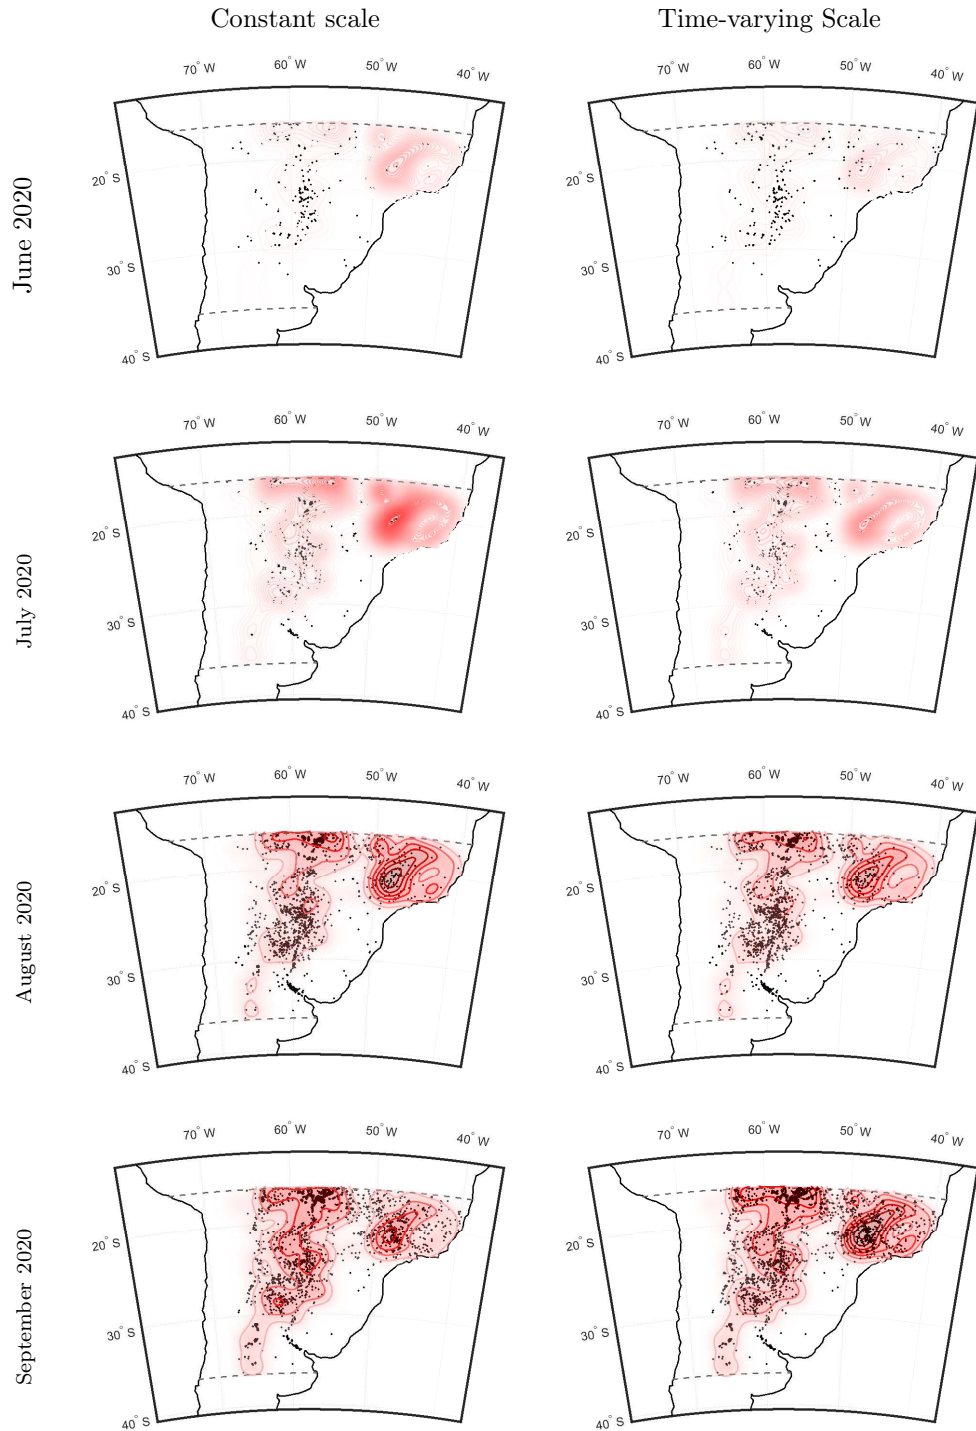 Constant scale Time-varying Scale
70° W 60° W 50° W 40° W 70° W 60° W 50° W 40° W
June 2020
20° S 20° S
30° S 30° S
40° S 40° S
70° W 60° W 50° W 40° W 70° W 60° W 50° W 40° W
July 2020
20° S 20° S
30° S 30° S
40° S 40° S
70° W 60° W 50° W 40° W 70° W 60° W 50° W 40° W
August 2020
20° S 20° S
30° S 30° S
40° S 40° S
70° W 60° W 50° W 40° W 70° W 60° W 50° W 40° W
September 2020
20° S 20° S
30° S 30° S
40° S 40° S